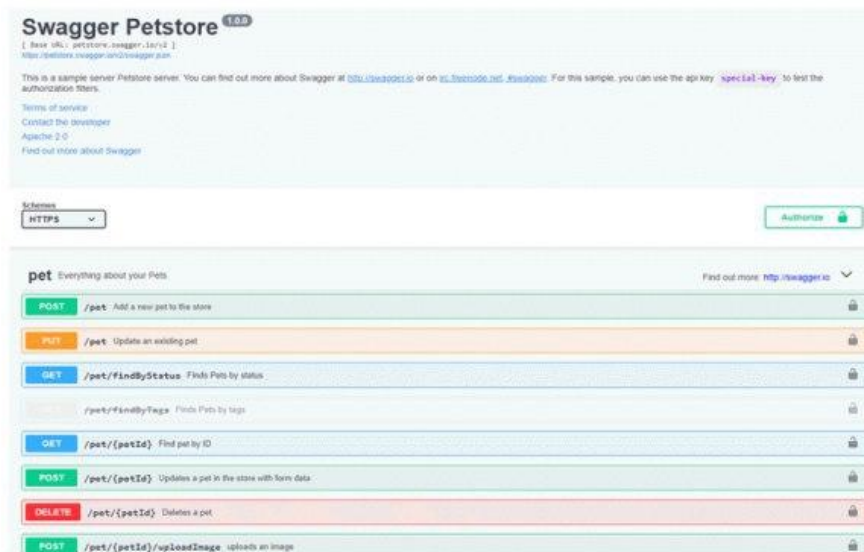 Swagger Petstore 1.0.0
[ Base URL: petstore.swagger.io/v2 ]
https://petstore.swagger.io/v2/swagger.json
This is a sample server Petstore server. You can find out more about Swagger at http://swagger.io or on irc.freenode.net, #swagger. For this sample, you can use the api key special-key to test the
authorization filters.
Terms of service
Contact the developer
Apache 2.0
Find out more about Swagger
Schemes
HTTPS
Authorize
pet Everything about your Pets
Find out more: http://swagger.io
POST /pet Add a new pet to the store
PUT /pet Update an existing pet
GET /pet/findByStatus Finds Pets by status
/pet/findByTags Finds Pets by tags
GET /pet/{petId} Find pet by ID
POST /pet/{petId} Updates a pet in the store with form data
DELETE /pet/{petId} Deletes a pet
POST /pet/{petId}/uploadImage uploads an image